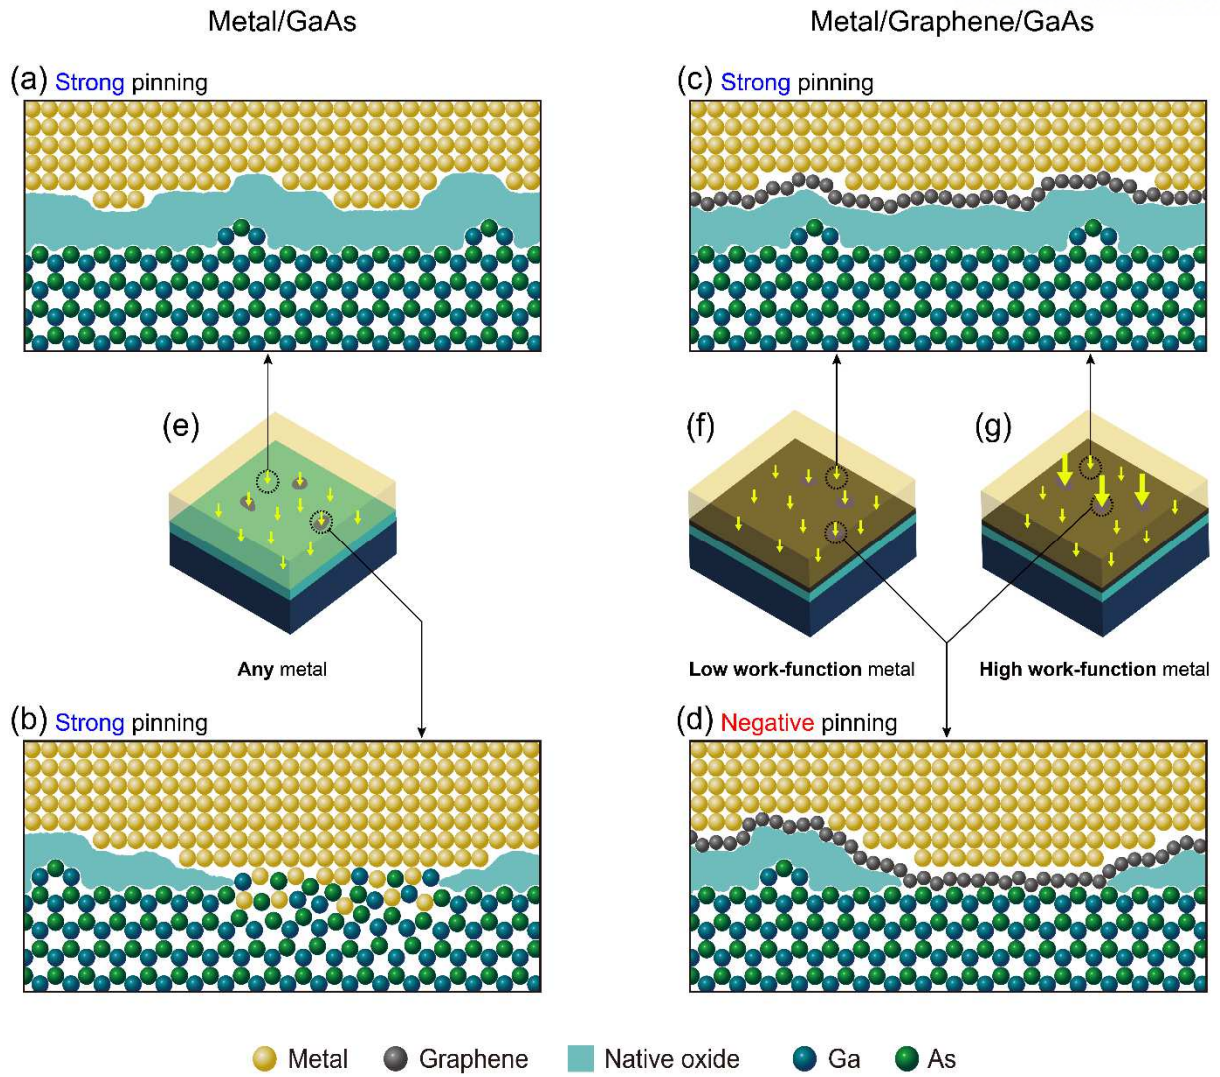 Metal/GaAs
Metal/Graphene/GaAs
(a) Strong pinning
(c) Strong pinning
(e)
(f)
(g)
Any metal
Low work-function metal
High work-function metal
(b) Strong pinning
(d) Negative pinning
Metal
Graphene
Native oxide
Ga
As